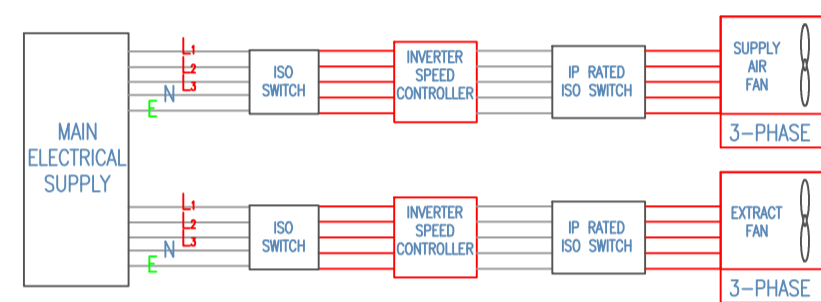 MAIN
ELECTRICAL
SUPPLY
L1
L2
L3
N
E
ISO
SWITCH
INVERTER
SPEED
CONTROLLER
IP RATED
ISO SWITCH
SUPPLY
AIR
FAN
3-PHASE
L1
L2
L3
N
E
ISO
SWITCH
INVERTER
SPEED
CONTROLLER
IP RATED
ISO SWITCH
EXTRACT
FAN
3-PHASE